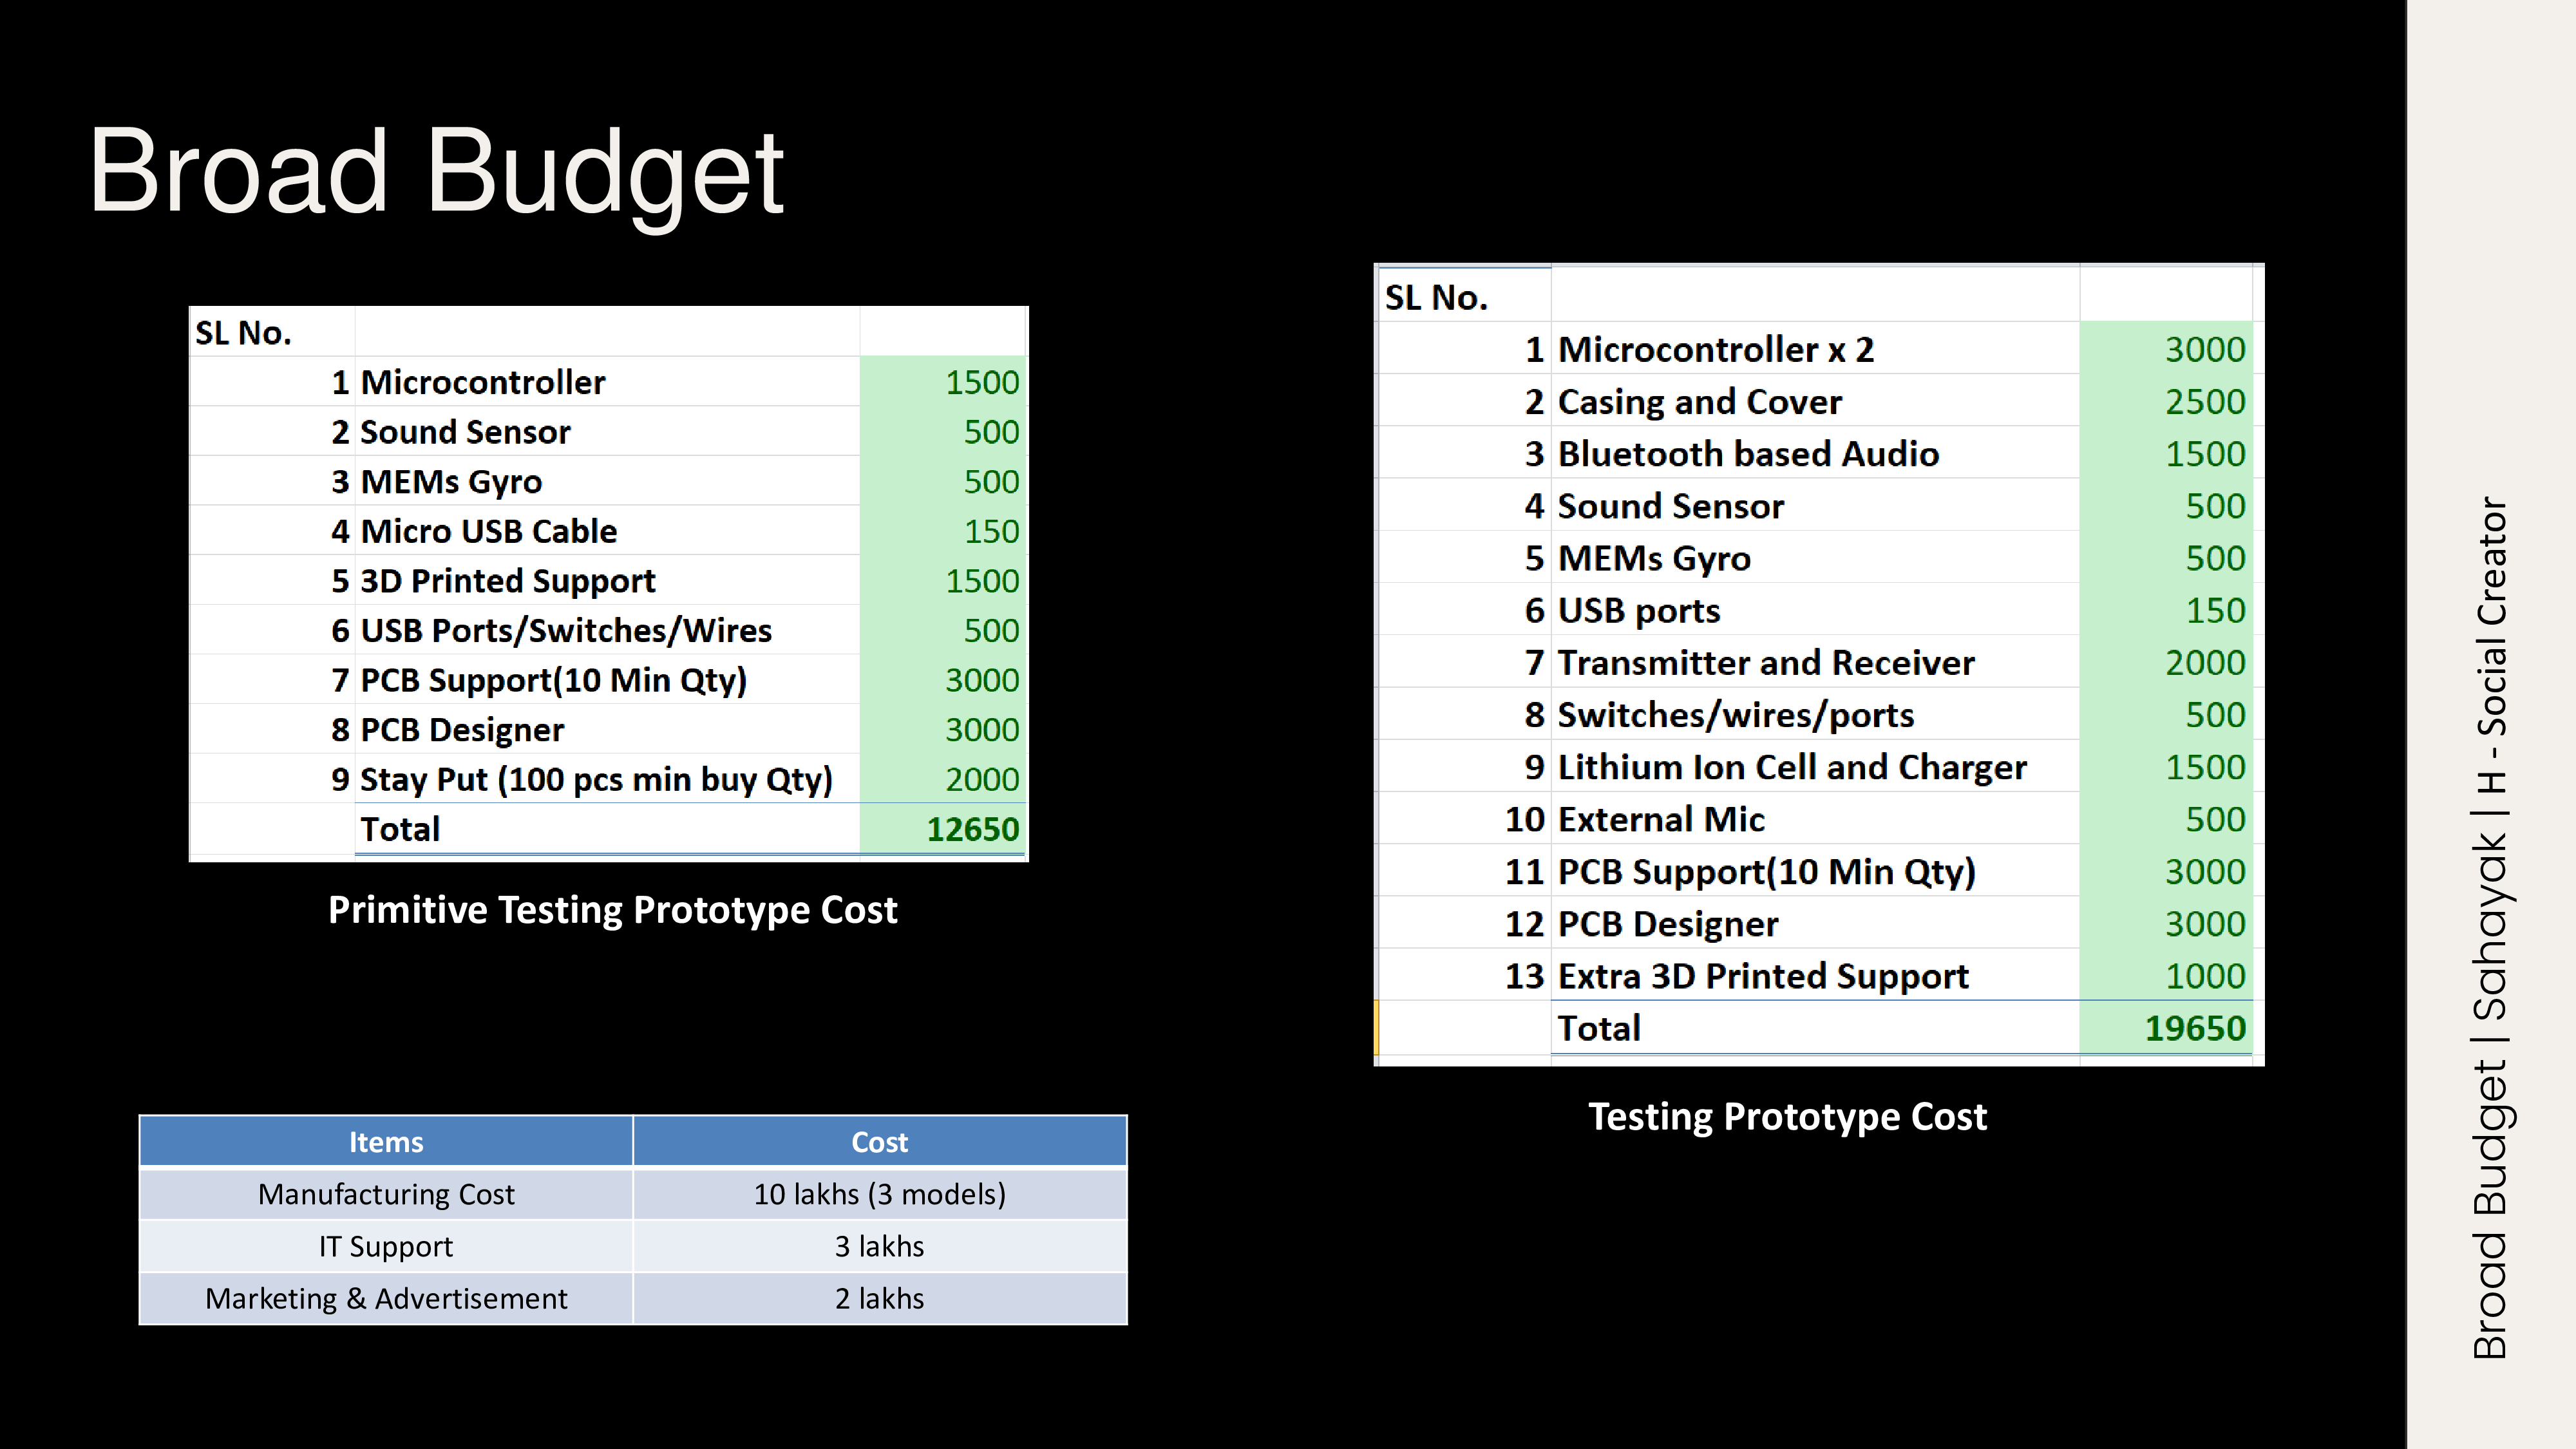 Broad Budget
SL No.
1 Microcontroller 1500
2 Sound Sensor 500
3 MEMs Gyro 500
4 Micro USB Cable 150
5 3D Printed Support 1500
6 USB Ports/Switches/Wires 500
7 PCB Support(10 Min Qty) 3000
8 PCB Designer 3000
9 Stay Put (100 pcs min buy Qty) 2000
Total 12650
Primitive Testing Prototype Cost
Items Cost
Manufacturing Cost 10 lakhs (3 models)
IT Support 3 lakhs
Marketing & Advertisement 2 lakhs
SL No.
1 Microcontroller x 2 3000
2 Casing and Cover 2500
3 Bluetooth based Audio 1500
4 Sound Sensor 500
5 MEMs Gyro 500
6 USB ports 150
7 Transmitter and Receiver 2000
8 Switches/wires/ports 500
9 Lithium Ion Cell and Charger 1500
10 External Mic 500
11 PCB Support(10 Min Qty) 3000
12 PCB Designer 3000
13 Extra 3D Printed Support 1000
Total 19650
Testing Prototype Cost
Broad Budget | Sahayak | H - Social Creator